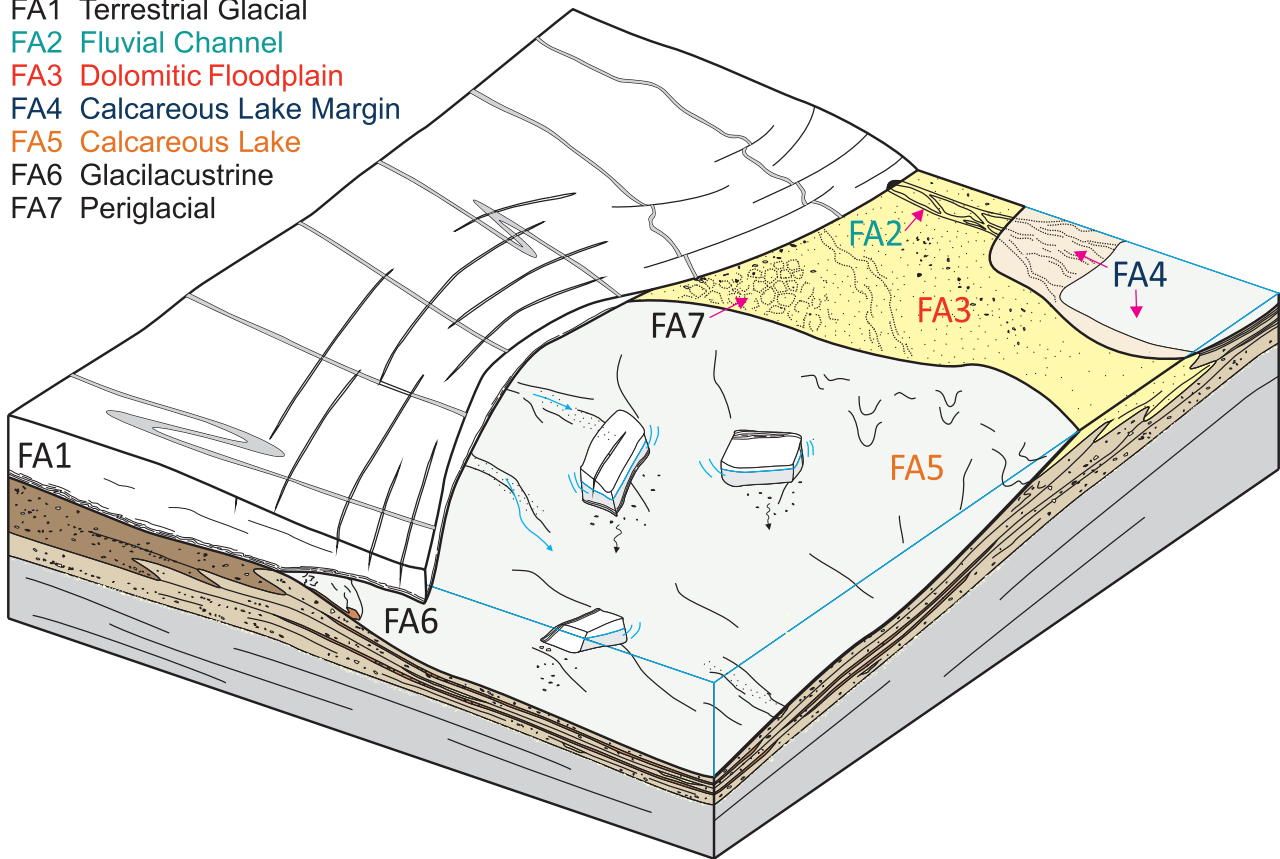 FA1 Terrestrial Glacial
FA2 Fluvial Channel
FA3 Dolomitic Floodplain
FA4 Calcareous Lake Margin
FA5 Calcareous Lake
FA6 Glacilacustrine
FA7 Periglacial
FA2
FA4
FA3
FA7
FA1
FA5
FA6